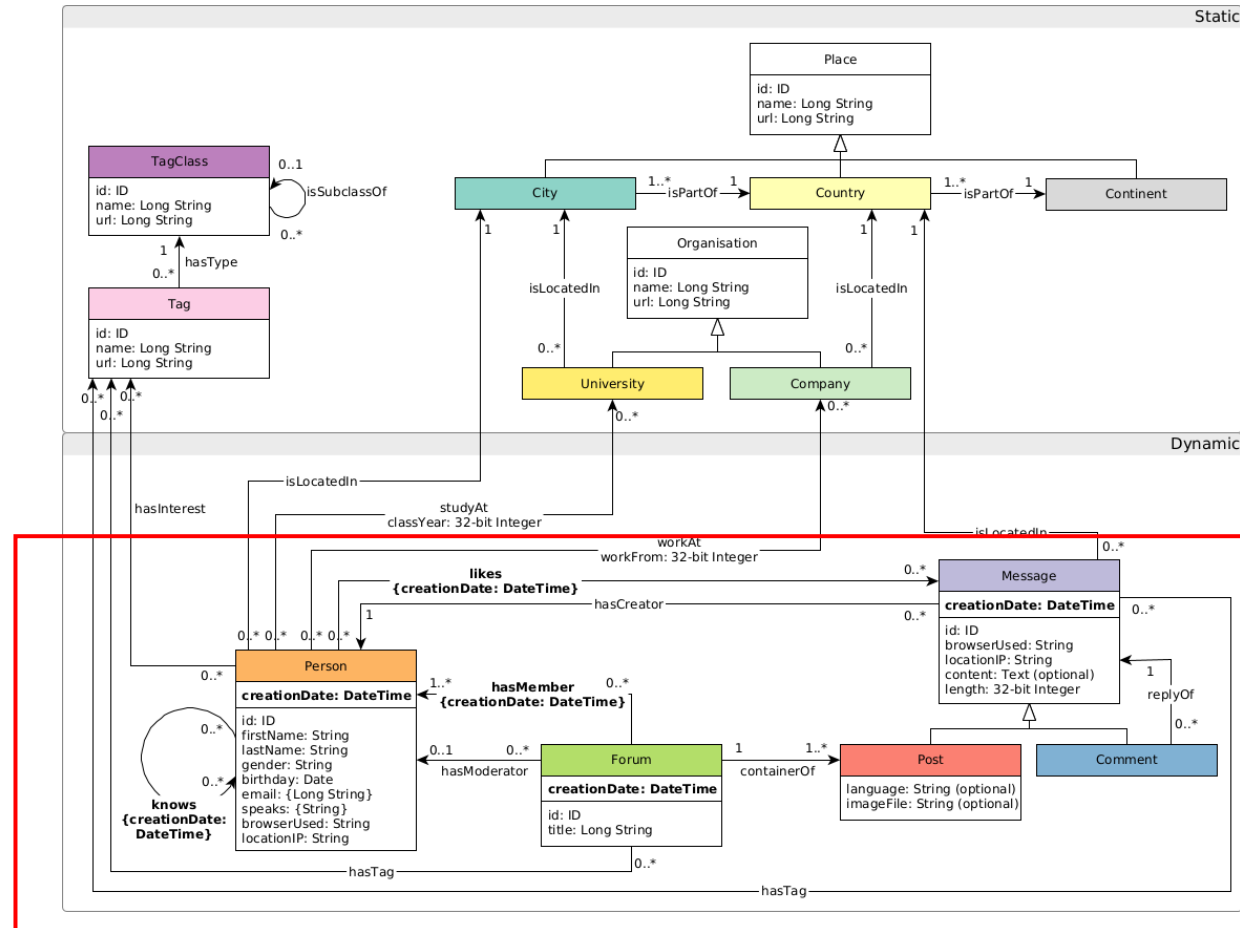 Static
Place
id: ID
name: Long String
url: Long String
TagClass
id: ID
name: Long String
url: Long String
0..1
isSubclassOf
0..*
City
1..*
isPartOf
1
Country
1..*
isPartOf
1
Continent
1
hasType
0..*
1
1
1
1
Organisation
id: ID
name: Long String
url: Long String
isLocatedIn
isLocatedIn
Tag
id: ID
name: Long String
url: Long String
0..*
0..*
University
Company
0..*
0..*
0..*
0..*
0..*
Dynamic
isLocatedIn
hasInterest
studyAt
classYear: 32-bit Integer
workAt
workFrom: 32-bit Integer
isLocatedIn
0..*
likes
{creationDate: DateTime}
0..*
Message
creationDate: DateTime
id: ID
browserUsed: String
locationIP: String
content: Text (optional)
length: 32-bit Integer
hasCreator
1
0..*
0..*
0..*
0..*
0..*
0..*
Person
creationDate: DateTime
id: ID
firstName: String
lastName: String
gender: String
birthday: Date
email: {Long String}
speaks: {String}
browserUsed: String
locationIP: String
0..*
0..*
0..*
knows
{creationDate:
DateTime}
1..*
hasMember
{creationDate: DateTime}
0..*
1
replyOf
0..*
0..1
0..*
hasModerator
Forum
creationDate: DateTime
id: ID
title: Long String
1
1..*
containerOf
Post
language: String (optional)
imageFile: String (optional)
Comment
0..*
hasTag
hasTag